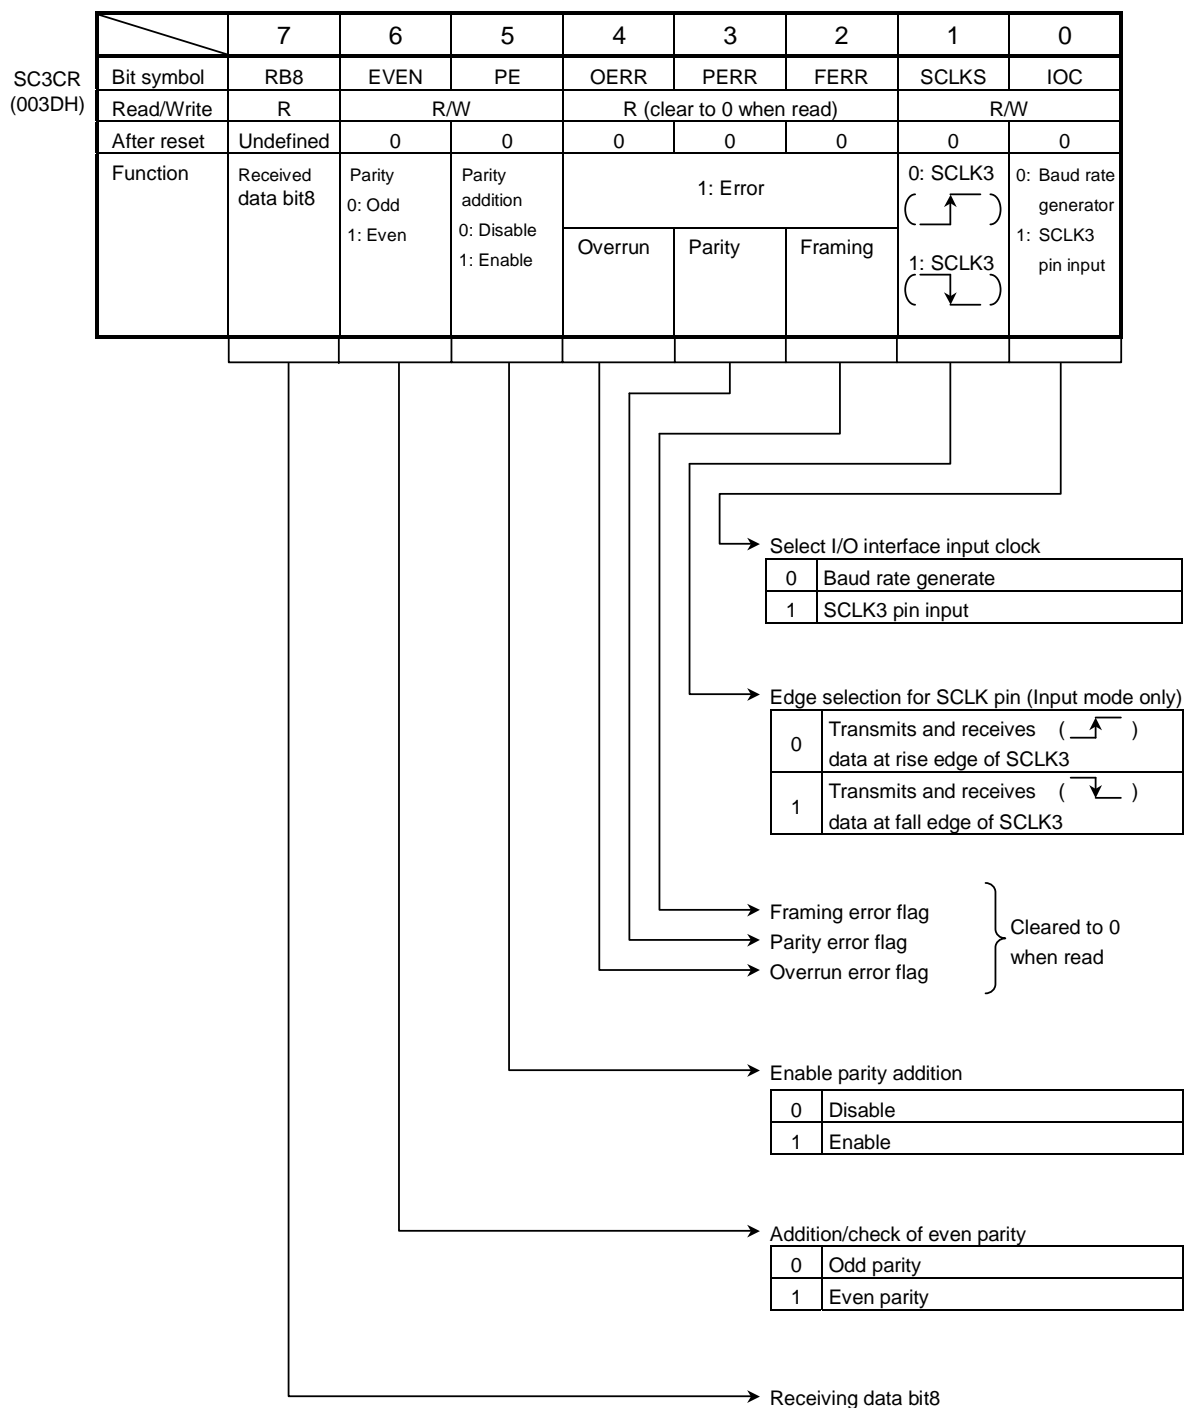 7 6 5 4 3 2 1 0
SC3CR
(003DH)
Bit symbol RB8 EVEN PE OERR PERR FERR SCLKS IOC
Read/Write R R/W R (clear to 0 when read) R/W
After reset Undefined 0 0 0 0 0 0 0
Function
Received
data bit8
Parity
0: Odd
1: Even
Parity
addition
0: Disable
1: Enable
1: Error
Overrun Parity Framing
0: SCLK3
( )
1: SCLK3
( )
0: Baud rate
generator
1: SCLK3
pin input
Select I/O interface input clock
0 Baud rate generate
1 SCLK3 pin input
Edge selection for SCLK pin (Input mode only)
0 Transmits and receives ( )
data at rise edge of SCLK3
1 Transmits and receives ( )
data at fall edge of SCLK3
Framing error flag
Parity error flag
Overrun error flag
Cleared to 0
when read
Enable parity addition
0 Disable
1 Enable
Addition/check of even parity
0 Odd parity
1 Even parity
Receiving data bit8